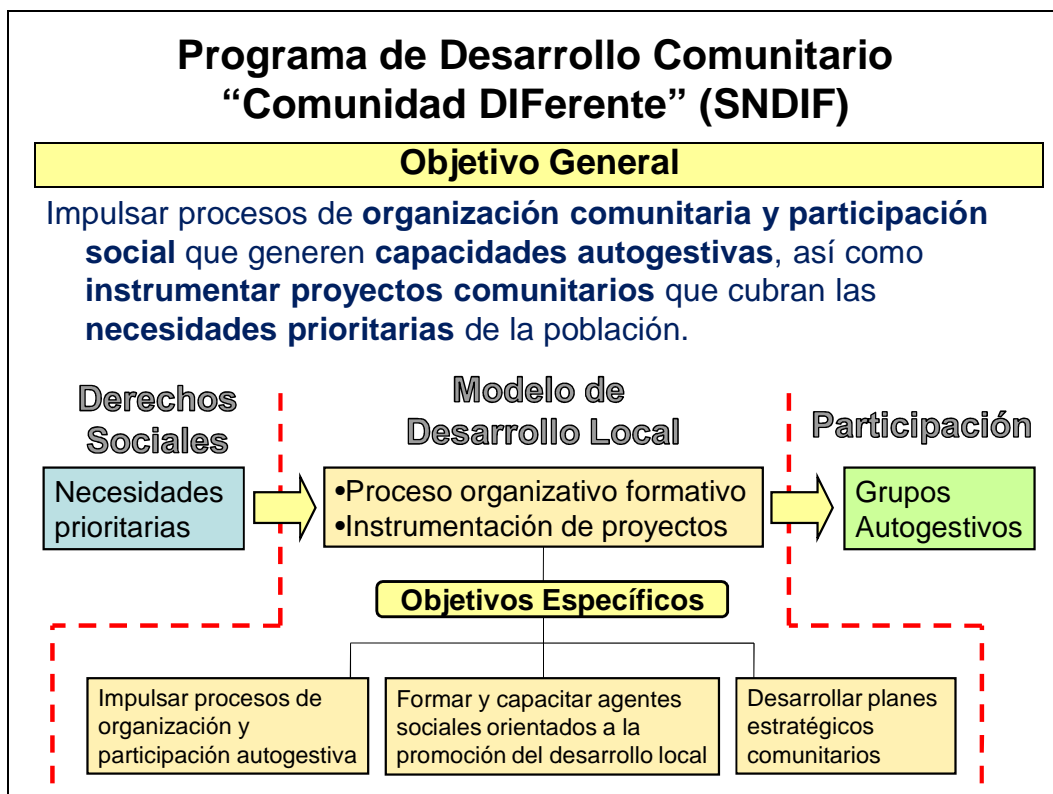 Programa de Desarrollo Comunitario
“Comunidad DIFerente” (SNDIF)
Objetivo General
Impulsar procesos de organización comunitaria y participación
social que generen capacidades autogestivas, así como
instrumentar proyectos comunitarios que cubran las
necesidades prioritarias de la población.
Derechos
Sociales
Modelo de
Desarrollo Local
Participación
Necesidades
prioritarias
•Proceso organizativo formativo
•Instrumentación de proyectos
Grupos
Autogestivos
Objetivos Específicos
Impulsar procesos de
organización y
participación autogestiva
Formar y capacitar agentes
sociales orientados a la
promoción del desarrollo local
Desarrollar planes
estratégicos
comunitarios